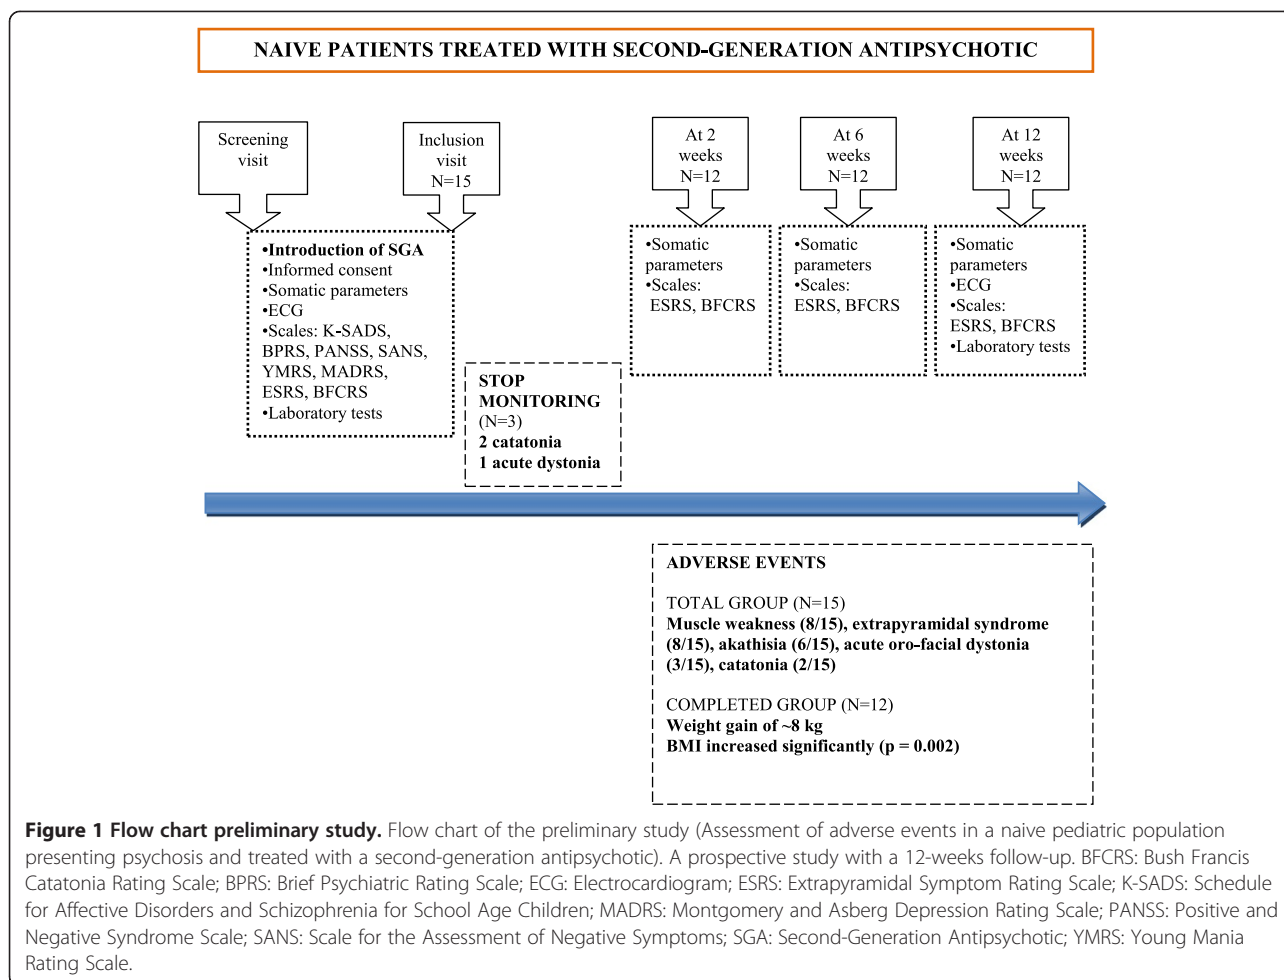 NAIVE PATIENTS TREATED WITH SECOND-GENERATION ANTIPSYCHOTIC
Screening
visit
Inclusion
visit
N=15
At 2
weeks
N=12
At 6
weeks
N=12
At 12
weeks
N=12
•Introduction of SGA
•Informed consent
•Somatic parameters
•ECG
•Scales: K-SADS,
BPRS, PANSS, SANS,
YMRS, MADRS,
ESRS, BFCRS
•Laboratory tests
•Somatic
parameters
•Scales:
ESRS, BFCRS
•Somatic
parameters
•Scales:
ESRS, BFCRS
•Somatic
parameters
•ECG
•Scales:
ESRS, BFCRS
•Laboratory tests
STOP
MONITORING
(N=3)
2 catatonia
1 acute dystonia
ADVERSE EVENTS
TOTAL GROUP (N=15)
Muscle weakness (8/15), extrapyramidal syndrome
(8/15), akathisia (6/15), acute oro-facial dystonia
(3/15), catatonia (2/15)
COMPLETED GROUP (N=12)
Weight gain of ~8 kg
BMI increased significantly (p = 0.002)
Figure 1 Flow chart preliminary study. Flow chart of the preliminary study (Assessment of adverse events in a naive pediatric population
presenting psychosis and treated with a second-generation antipsychotic). A prospective study with a 12-weeks follow-up. BFCRS: Bush Francis
Catatonia Rating Scale; BPRS: Brief Psychiatric Rating Scale; ECG: Electrocardiogram; ESRS: Extrapyramidal Symptom Rating Scale; K-SADS: Schedule
for Affective Disorders and Schizophrenia for School Age Children; MADRS: Montgomery and Asberg Depression Rating Scale; PANSS: Positive and
Negative Syndrome Scale; SANS: Scale for the Assessment of Negative Symptoms; SGA: Second-Generation Antipsychotic; YMRS: Young Mania
Rating Scale.